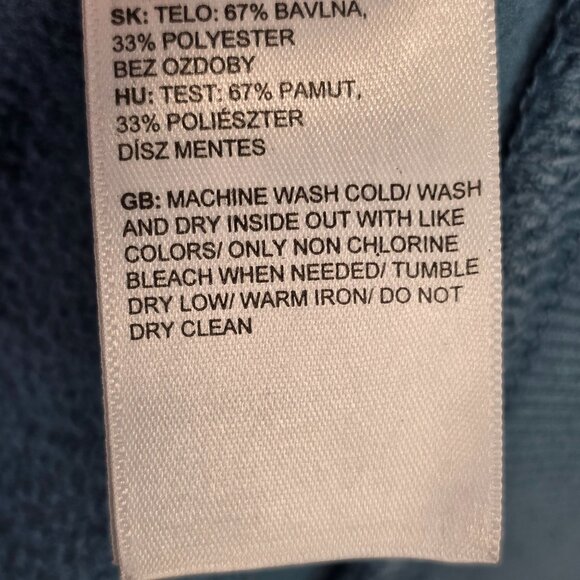 SK: TELO: 67% BAVLNA,
33% POLYESTER
BEZ OZDOBY
HU: TEST: 67% PAMUT,
33% POLIÉSZTER
DÍSZ MENTES
GB: MACHINE WASH COLD/ WASH
AND DRY INSIDE OUT WITH LIKE
COLORS/ ONLY NON CHLORINE
BLEACH WHEN NEEDED/ TUMBLE
DRY LOW/ WARM IRON/ DO NOT
DRY CLEAN